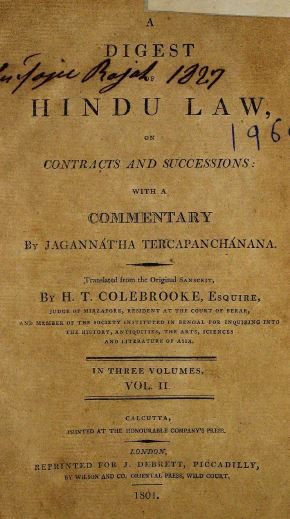 A
DIGEST
OF
HINDU LAW,
ON
CONTRACTS AND SUCCESSIONS:
WITH A
COMMENTARY
By JAGANNÁT'HA TERCAPANCHÁNANA.
Translated from the Original SANSCRIT,
By H. T. COLEBROOKE, ESQUIRE,
JUDGE OF MIRZAPORE, RESIDENT AT THE COURT OF BERAR,
AND MEMBER OF THE SOCIETY INSTITUTED IN BENGAL FOR INQUIRING INTO
THE HISTORY, ANTIQUITIES, THE ARTS, SCIENCES
AND LITERATURE OF ASIA.
IN THREE VOLUMES.
VOL. II.
CALCUTTA,
PRINTED AT THE HONOURABLE COMPANY'S PRESS.
LONDON,
REPRINTED FOR J. DEBRETT, PICCADILLY,
BY WILSON AND CO. ORIENTAL PRESS, WILD COURT.
1801.